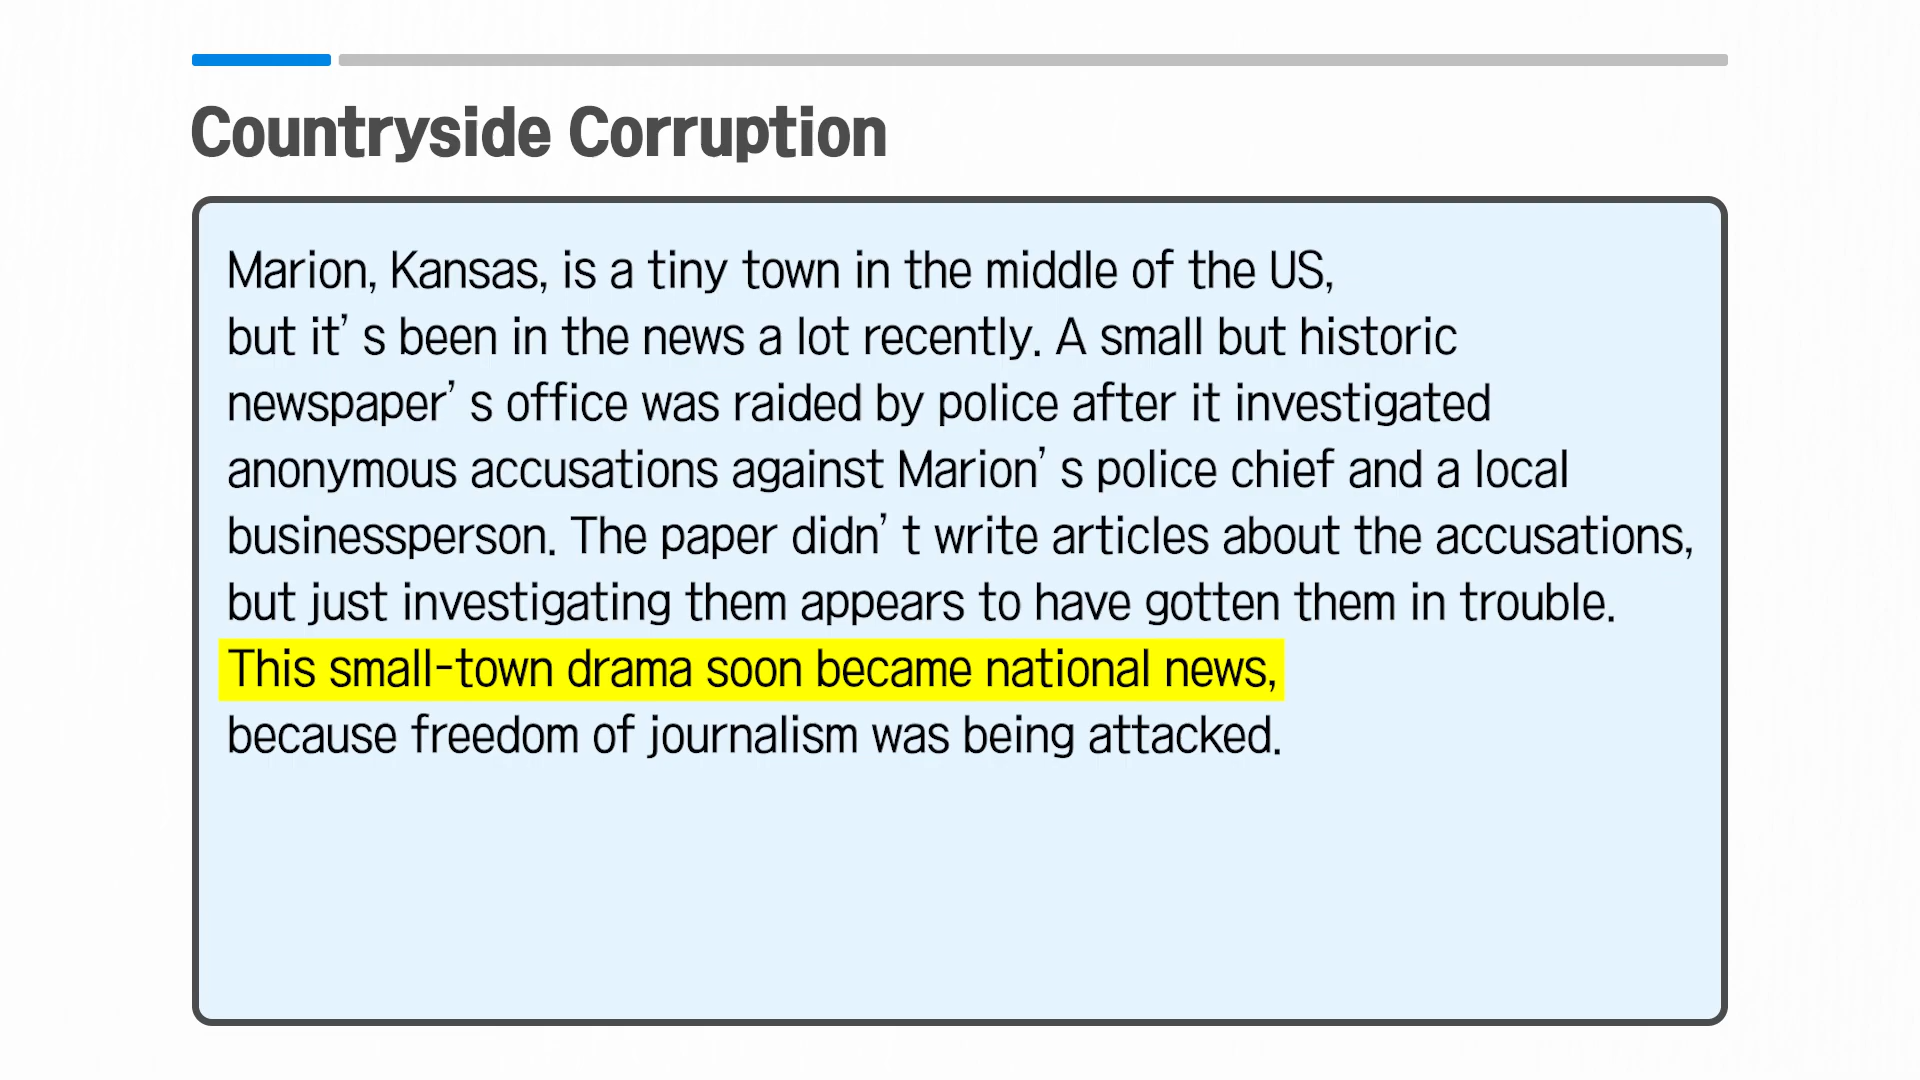 Countryside Corruption
Marion, Kansas, is a tiny town in the middle of the US,
but it’s been in the news a lot recently. A small but historic
newspaper’s office was raided by police after it investigated
anonymous accusations against Marion’s police chief and a local
businessperson. The paper didn’t write articles about the accusations,
but just investigating them appears to have gotten them in trouble.
This small-town drama soon became national news,
because freedom of journalism was being attacked.